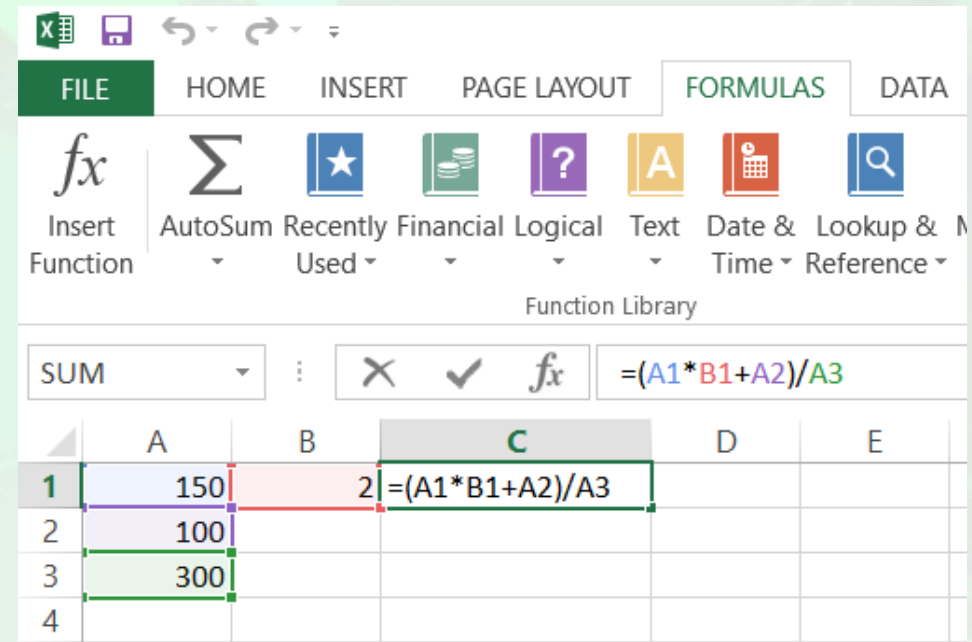 FILE HOME INSERT PAGE LAYOUT FORMULAS DATA
fx
Insert Function
AutoSum
Recently Used
Financial
Logical
Text
Date & Time
Lookup & Reference
M
Function Library
SUM fx =(A1*B1+A2)/A3
A B C D E
1 150 2 =(A1*B1+A2)/A3
2 100
3 300
4